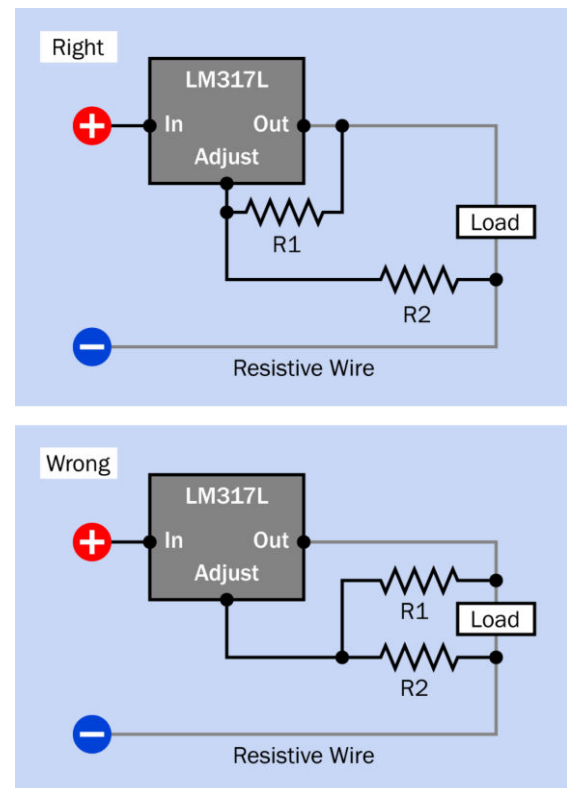 Right
LM317L
+
In Out
Adjust
R1
Load
R2
−
Resistive Wire
Wrong
LM317L
+
In Out
Adjust
R1
Load
R2
−
Resistive Wire